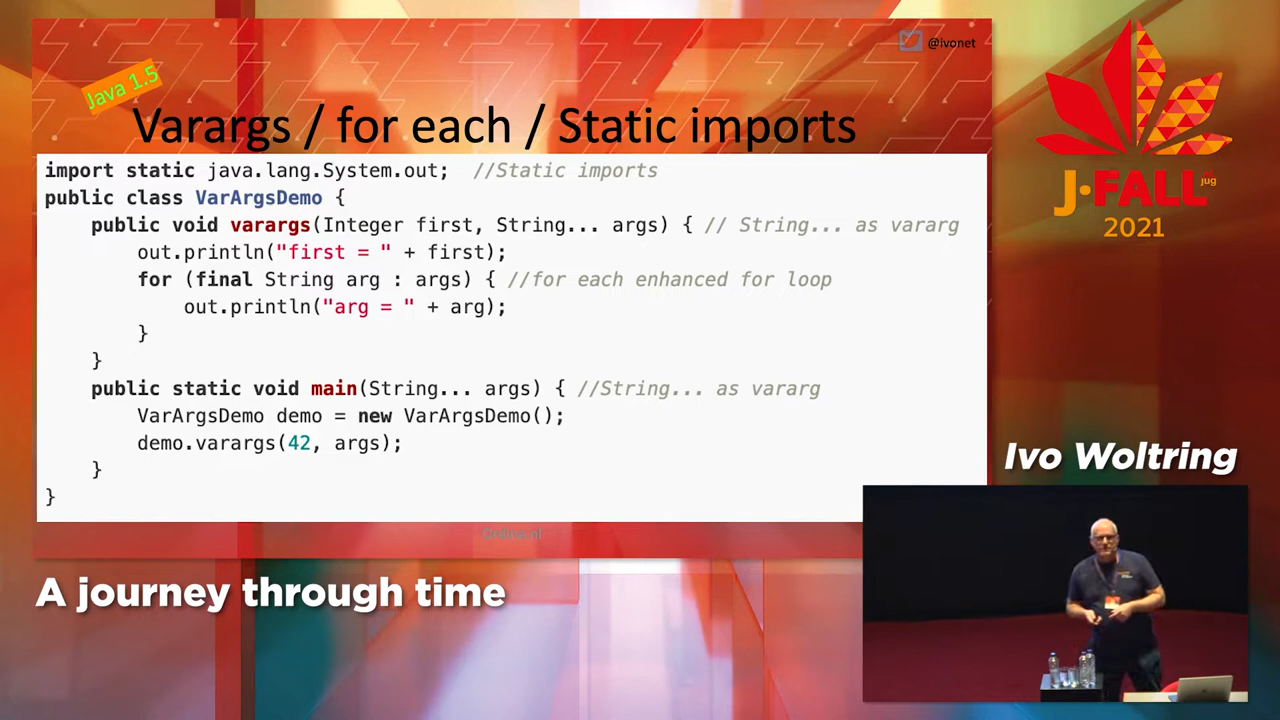 @ivonet
Java 1.5
Varargs / for each / Static imports
import static java.lang.System.out;  //Static imports
public class VarArgsDemo {
    public void varargs(Integer first, String... args) { // String... as vararg
        out.println("first = " + first);
        for (final String arg : args) { //for each enhanced for loop
            out.println("arg = " + arg);
        }
    }
    public static void main(String... args) { //String... as vararg
        VarArgsDemo demo = new VarArgsDemo();
        demo.varargs(42, args);
    }
}
J•FALL jug
2021
Ivo Woltring
A journey through time